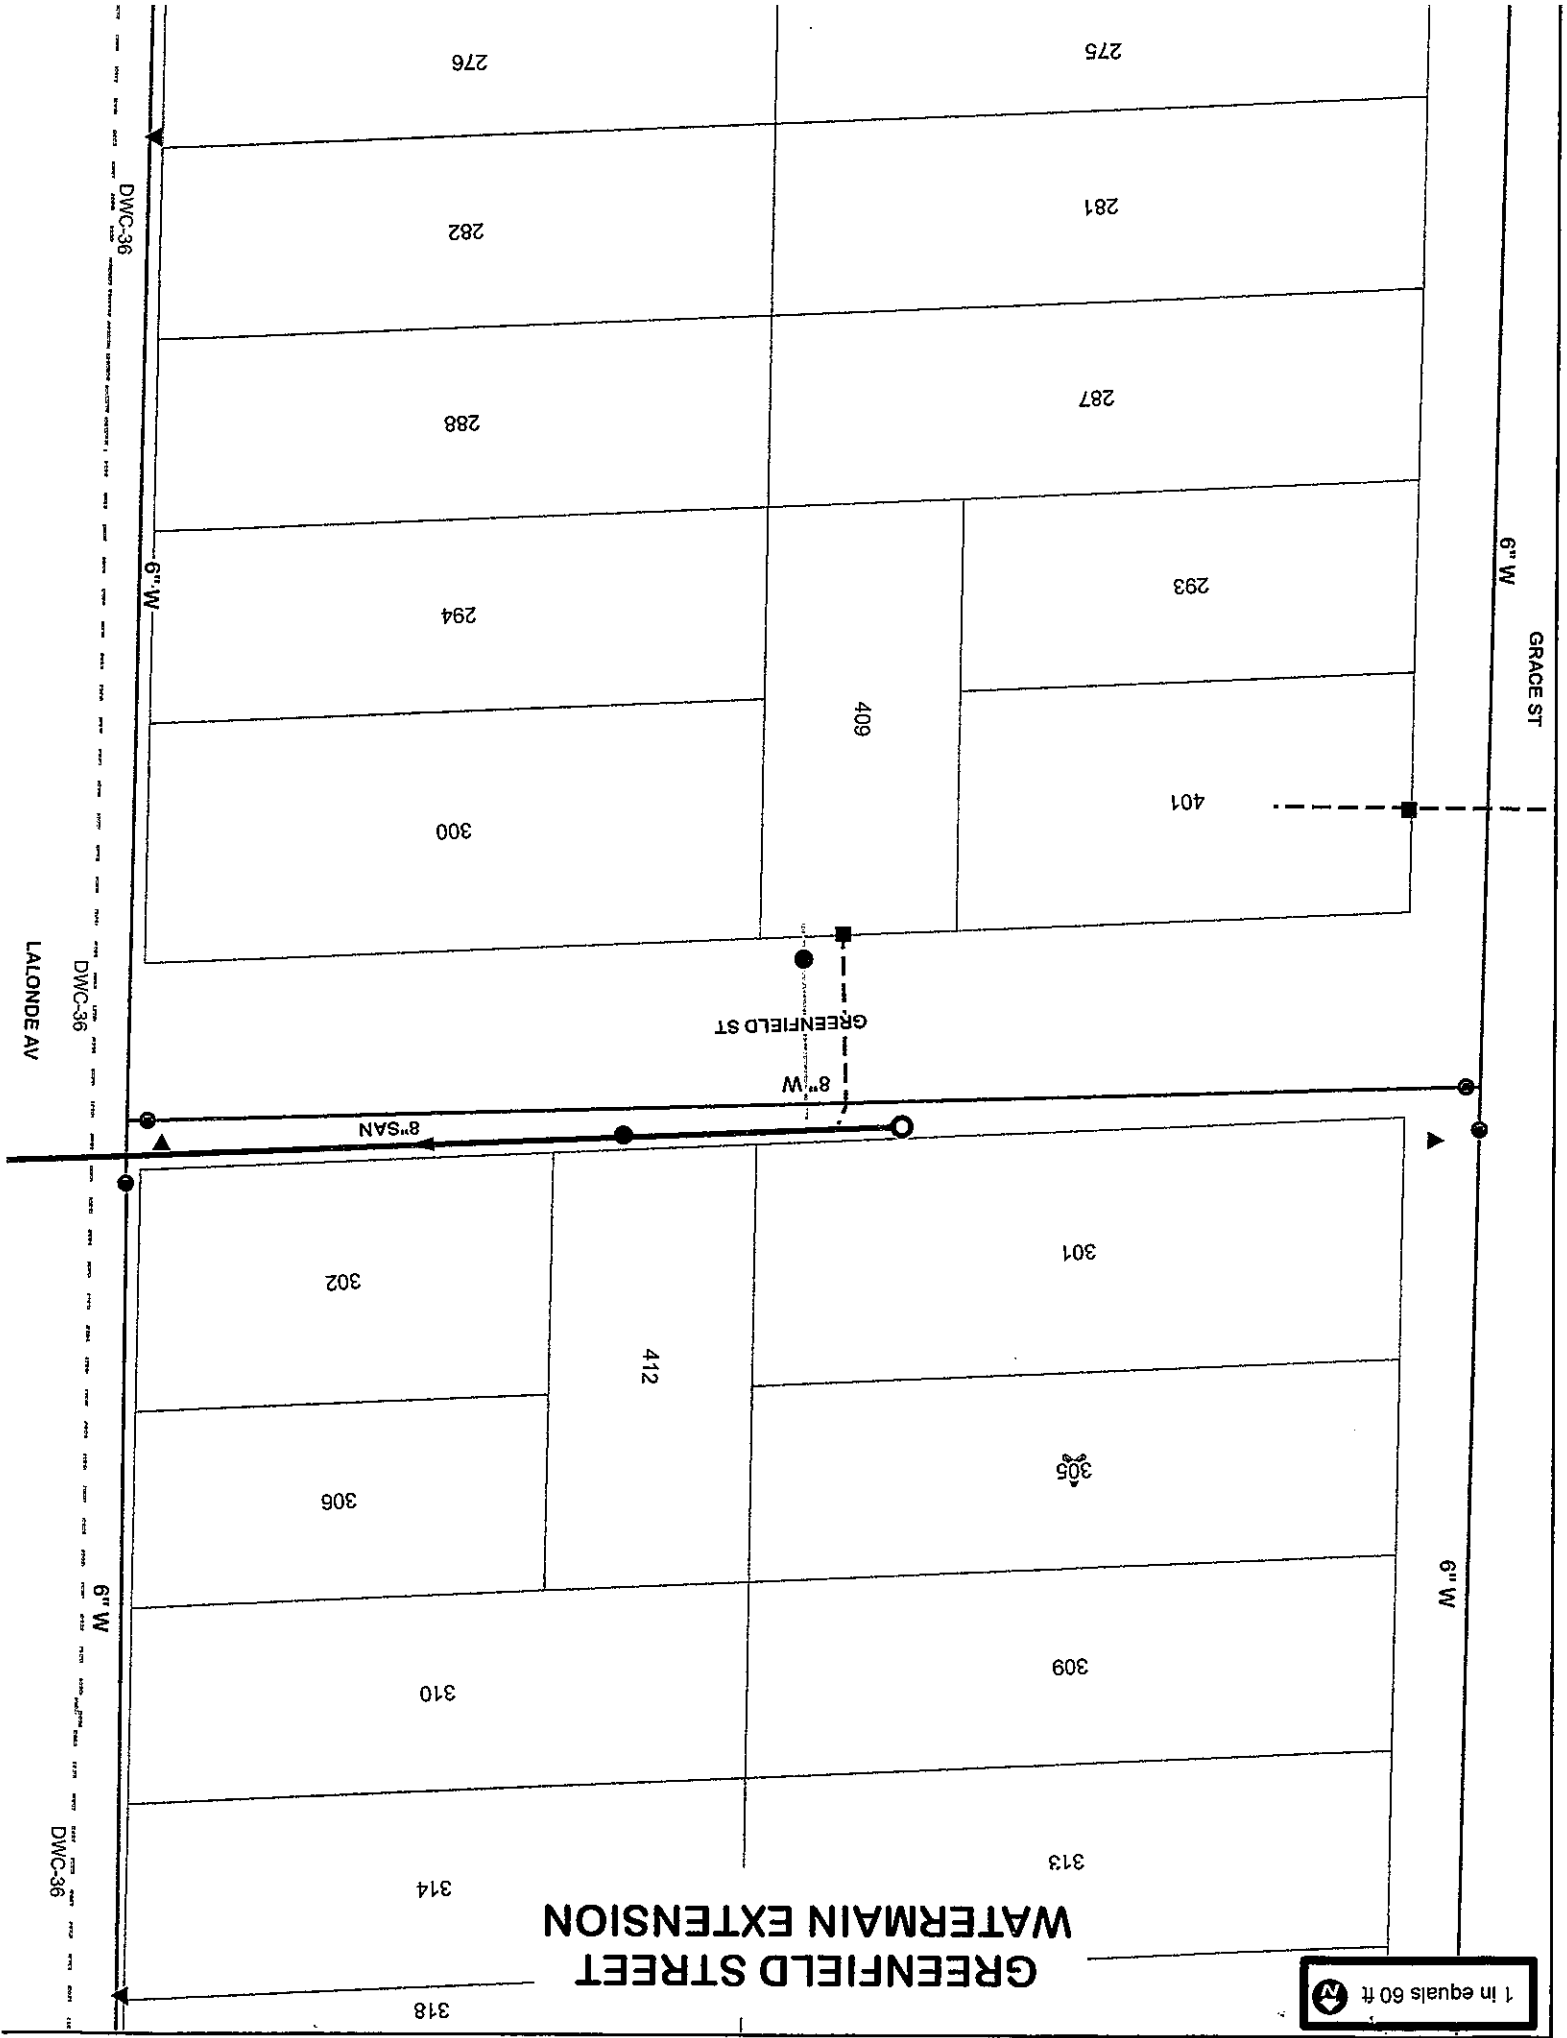 1 in equals 60 ft
N
GREENFIELD STREET
WATERMAIN EXTENSION
318
313
314
309
310
6" W
6" W
305
306
412
301
302
8"SAN
8" W
GREENFIELD ST
LALONDE AV
DWC-36
DWC-36
DWC-36
401
300
409
GRACE ST
293
294
6" W
6" W
287
288
281
282
275
276